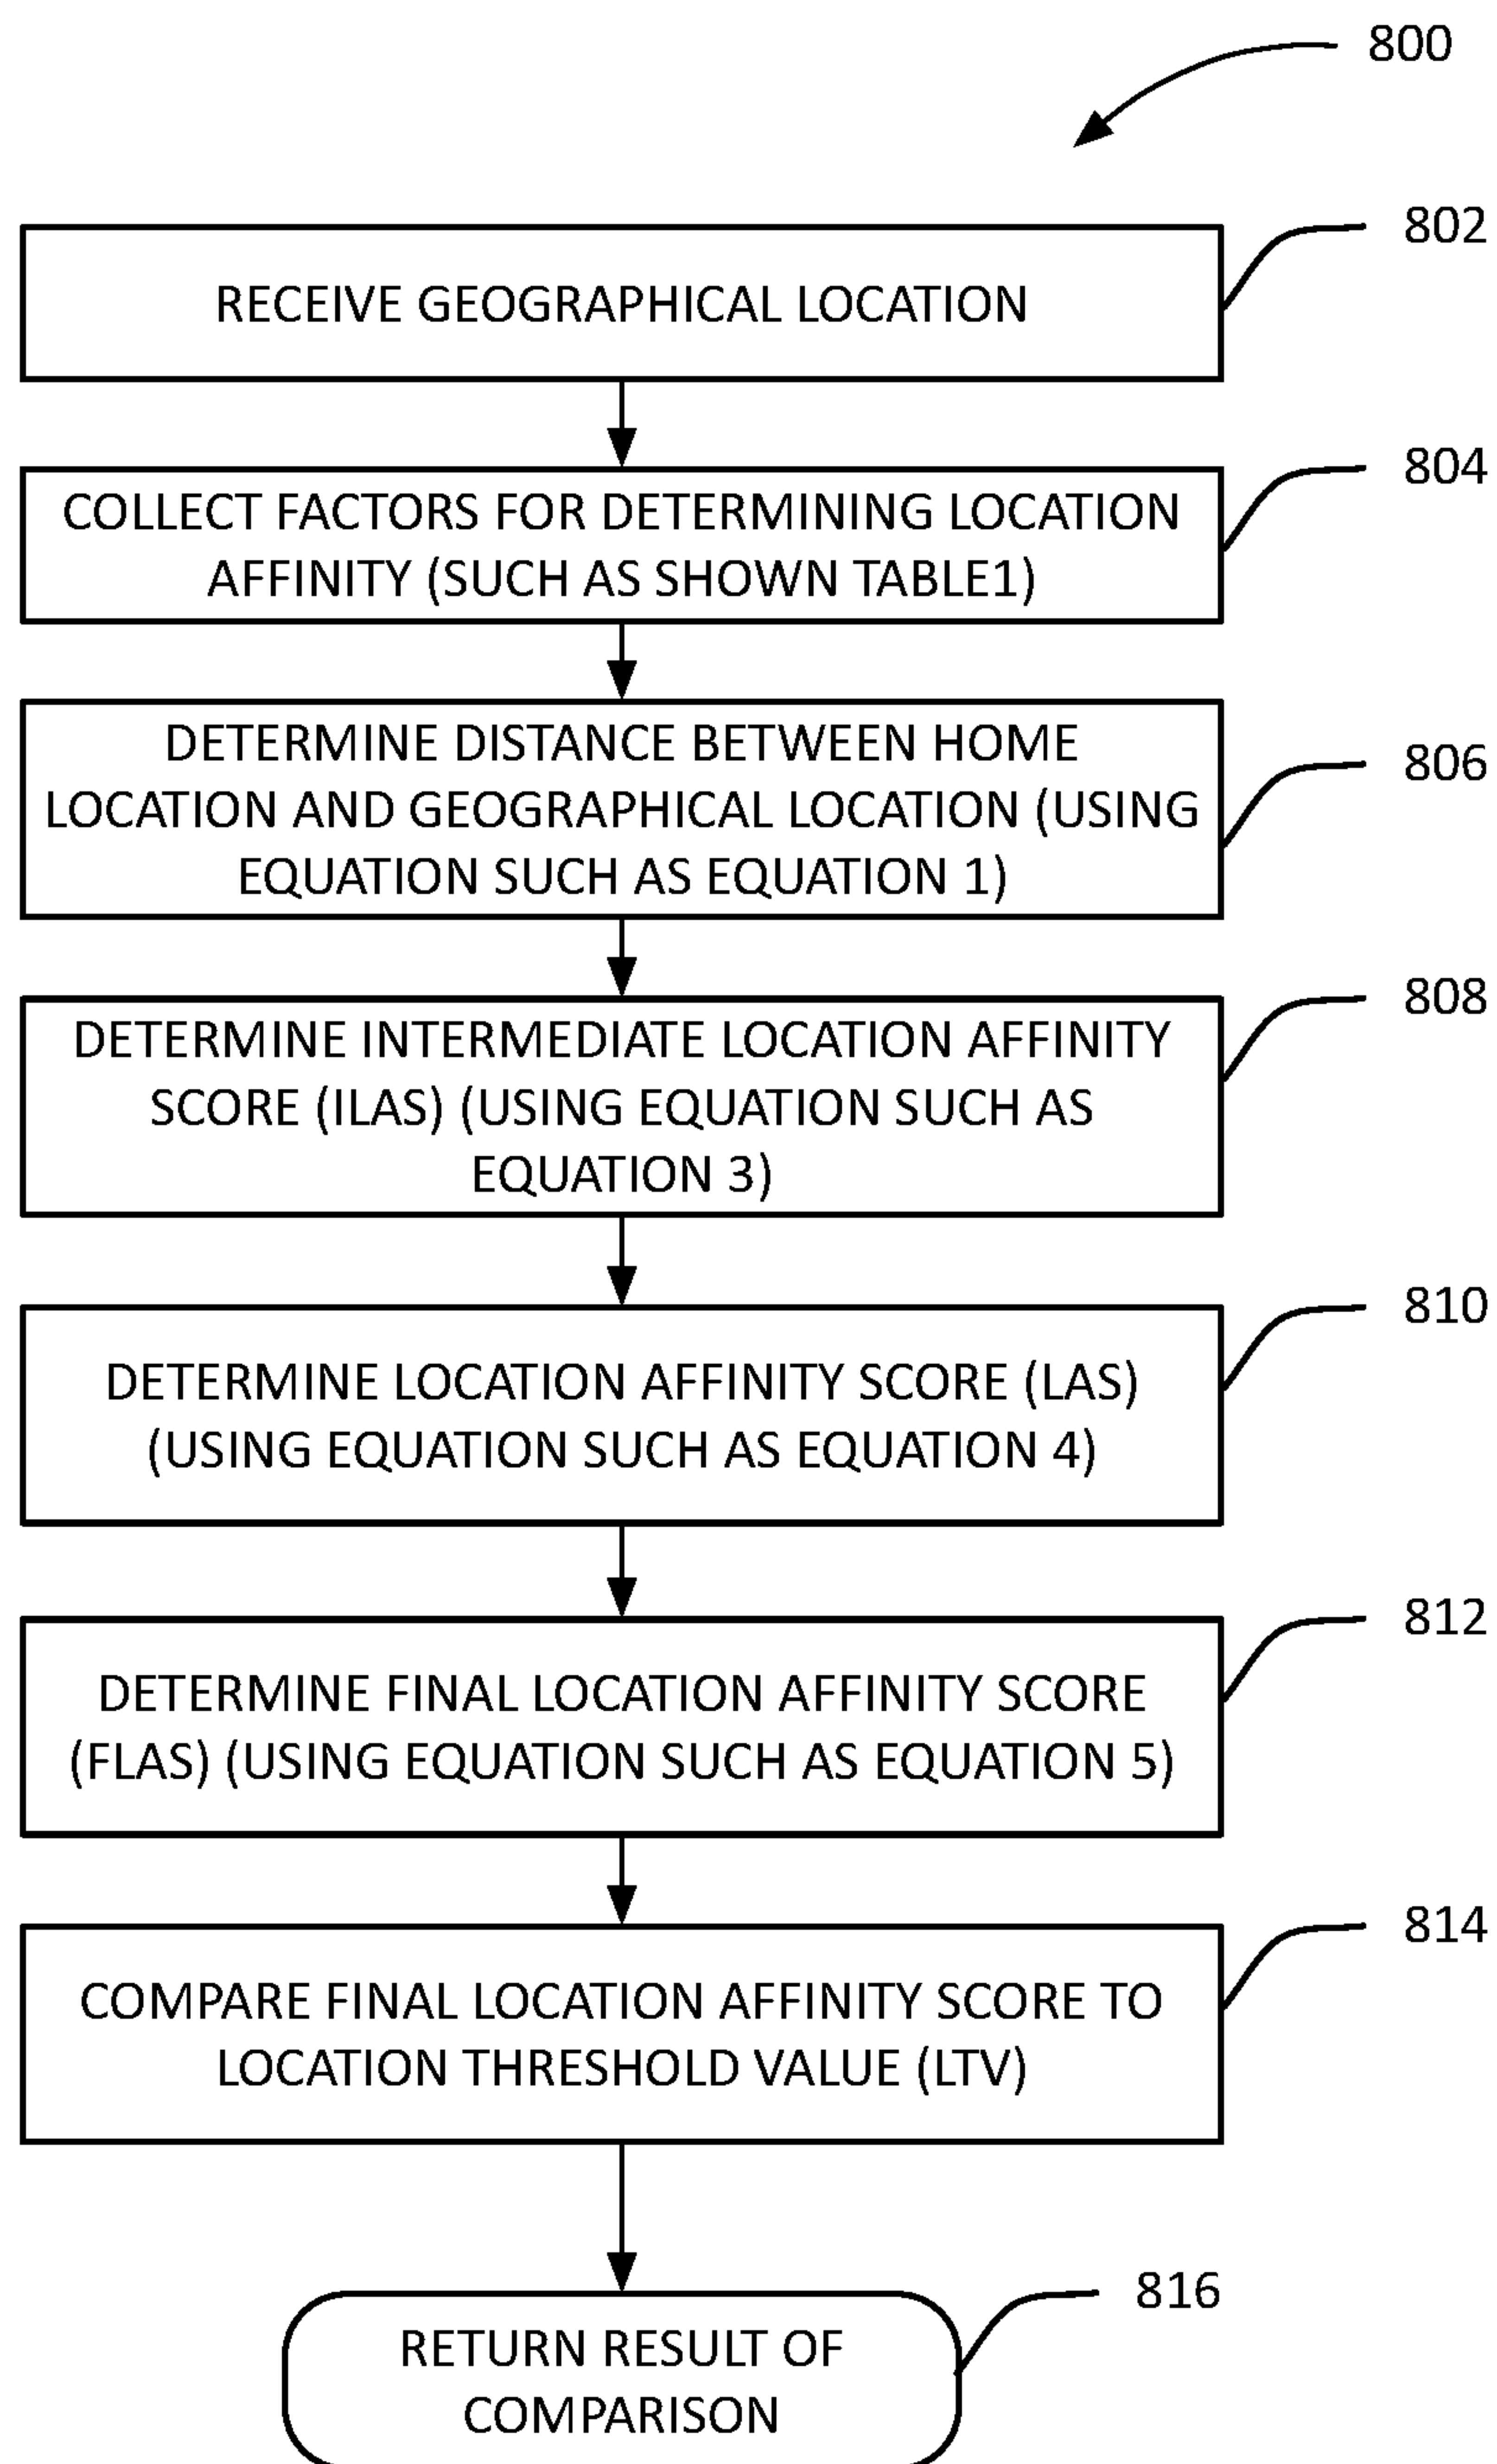 800
802
RECEIVE GEOGRAPHICAL LOCATION
804
COLLECT FACTORS FOR DETERMINING LOCATION
AFFINITY (SUCH AS SHOWN TABLE1)
806
DETERMINE DISTANCE BETWEEN HOME
LOCATION AND GEOGRAPHICAL LOCATION (USING
EQUATION SUCH AS EQUATION 1)
808
DETERMINE INTERMEDIATE LOCATION AFFINITY
SCORE (ILAS) (USING EQUATION SUCH AS
EQUATION 3)
810
DETERMINE LOCATION AFFINITY SCORE (LAS)
(USING EQUATION SUCH AS EQUATION 4)
812
DETERMINE FINAL LOCATION AFFINITY SCORE
(FLAS) (USING EQUATION SUCH AS EQUATION 5)
814
COMPARE FINAL LOCATION AFFINITY SCORE TO
LOCATION THRESHOLD VALUE (LTV)
816
RETURN RESULT OF
COMPARISON